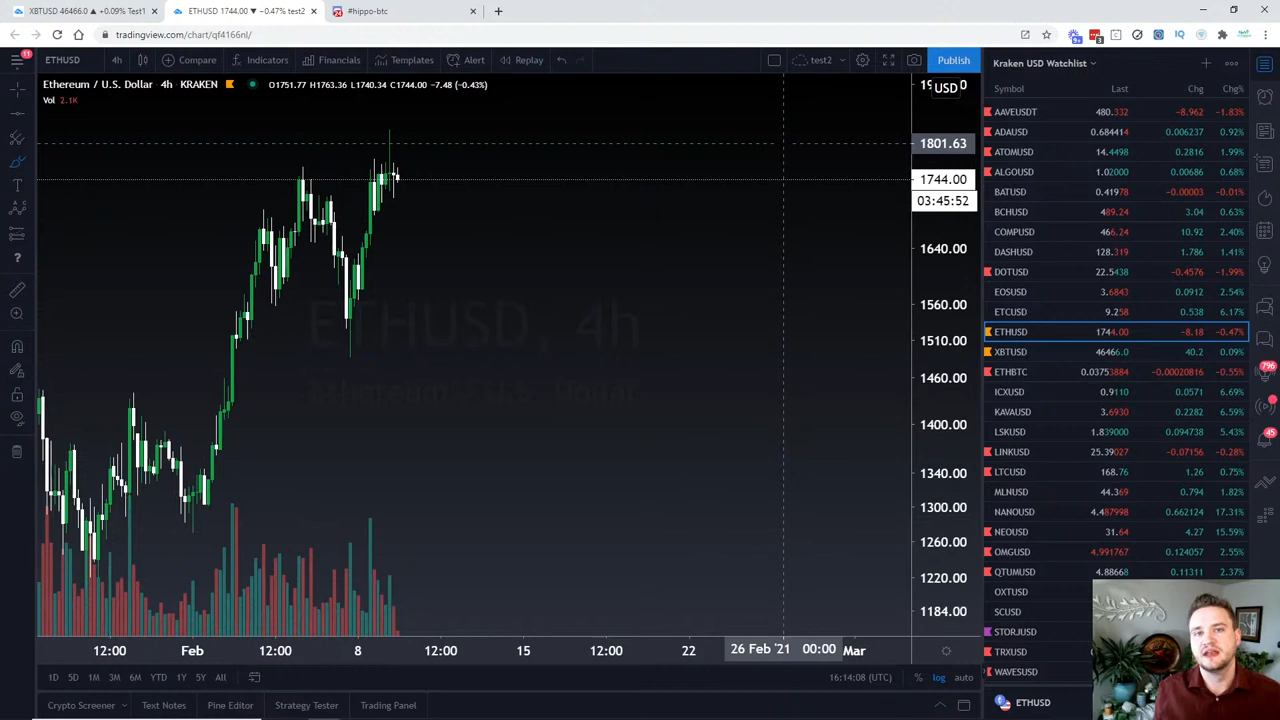 XBTUSD 46466.0 ▲ +0.09% Test1
ETHUSD 1744.00 ▼ −0.47% test2
#hippo-btc
tradingview.com/chart/qf4166nl/
11
ETHUSD
4h
Compare
Indicators
Financials
Templates
Alert
Replay
test2
Publish
Ethereum / U.S. Dollar · 4h · KRAKEN
O1751.77 H1763.36 L1740.34 C1744.00 −7.48 (−0.43%)
Vol 2.1K
USD
1801.63
1744.00
03:45:52
1640.00
1560.00
1510.00
1460.00
1400.00
1340.00
1300.00
1260.00
1220.00
1184.00
ETHUSD, 4h
Ethereum / U.S. Dollar
12:00
Feb
12:00
8
12:00
15
12:00
22
26 Feb '21 00:00
Mar
1D 5D 1M 3M 6M YTD 1Y 5Y All
16:14:08 (UTC)
% log auto
Crypto Screener
Text Notes
Pine Editor
Strategy Tester
Trading Panel
Kraken USD Watchlist
Symbol Last Chg Chg%
AAVEUSDT 480.332 −8.962 −1.83%
ADAUSD 0.684414 0.006237 0.92%
ATOMUSD 14.4498 0.2816 1.99%
ALGOUSD 1.02000 0.00686 0.68%
BATUSD 0.41978 −0.00003 −0.01%
BCHUSD 489.24 3.04 0.63%
COMPUSD 466.24 10.92 2.40%
DASHUSD 128.319 1.786 1.41%
DOTUSD 22.5438 −0.4576 −1.99%
EOSUSD 3.6843 0.0912 2.54%
ETCUSD 9.258 0.538 6.17%
ETHUSD 1744.00 −8.18 −0.47%
XBTUSD 46466.0 40.2 0.09%
ETHBTC 0.03753884 −0.00020816 −0.55%
ICXUSD 0.9110 0.0571 6.69%
KAVAUSD 3.6930 0.2282 6.59%
LSKUSD 1.839000 0.094738 5.43%
LINKUSD 25.39027 −0.07156 −0.28%
LTCUSD 168.76 1.26 0.75%
MLNUSD 44.369 0.794 1.82%
NANOUSD 4.487998 0.662124 17.31%
NEOUSD 31.64 4.27 15.59%
OMGUSD 4.991767 0.124057 2.55%
QTUMUSD 4.88668 0.11311 2.37%
OXTUSD
SCUSD
STORJUSD
TRXUSD
WAVESUSD
ETHUSD
796
45